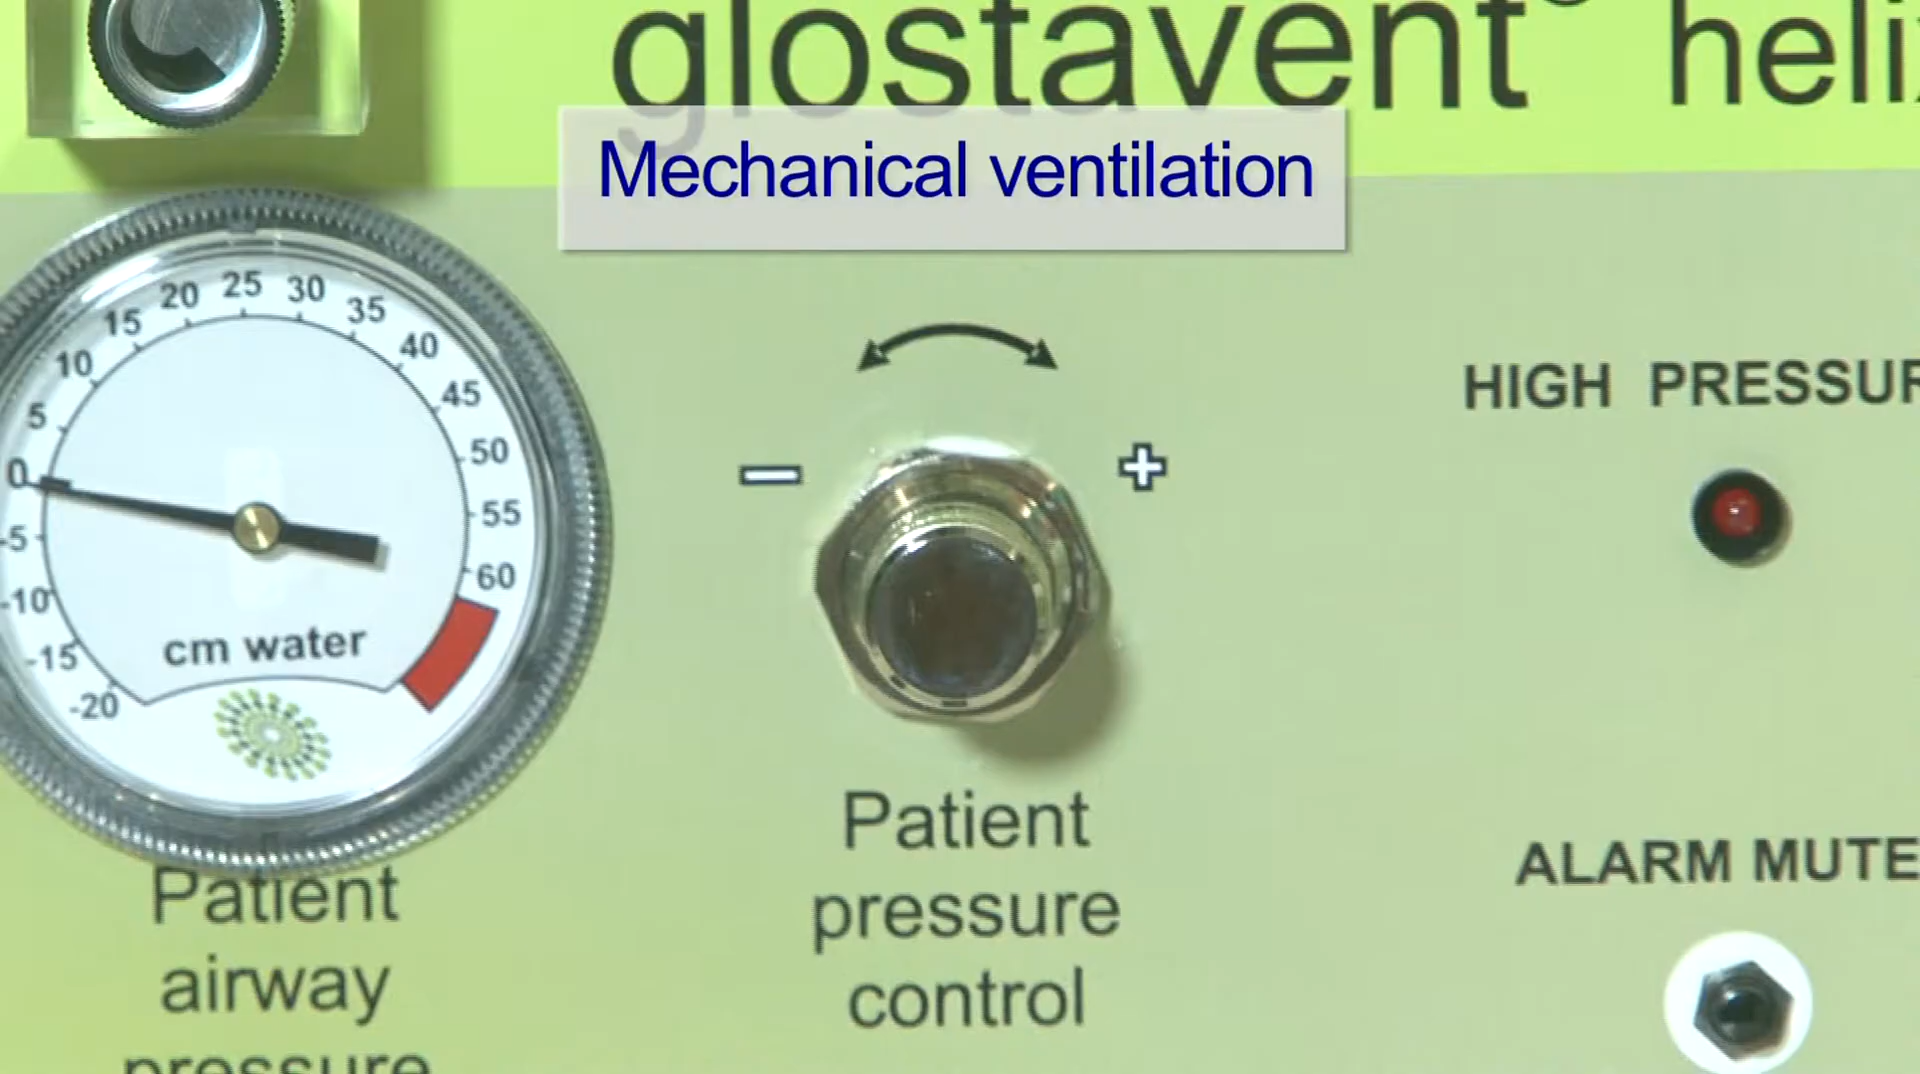 glostavent® helix
Mechanical ventilation
-20
-15
-10
-5
0
5
10
15
20
25
30
35
40
45
50
55
60
cm water
Patient
airway
pressure
−
+
Patient
pressure
control
HIGH PRESSUR
ALARM MUTE